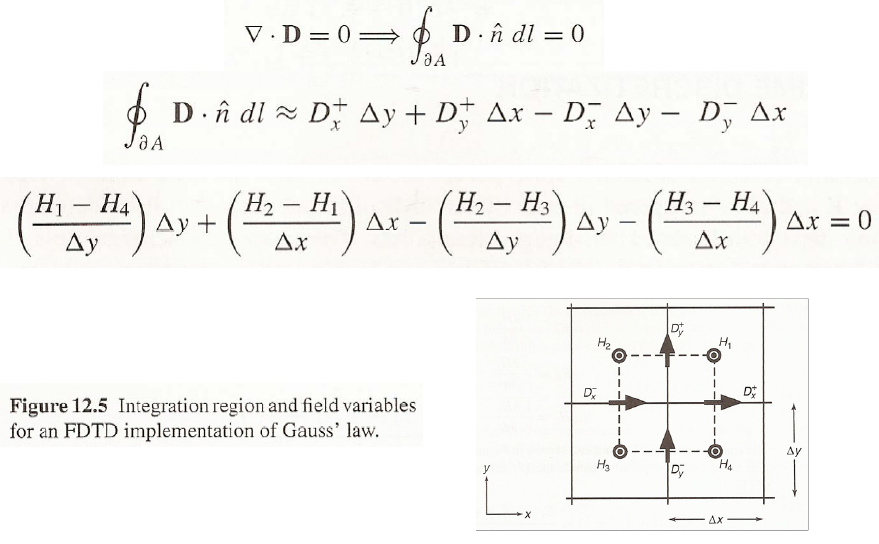 ∇ · D = 0 ⟹ ∮_{∂A} D · n̂ dl = 0
∮_{∂A} D · n̂ dl ≈ D_x^+ Δy + D_y^+ Δx − D_x^- Δy − D_y^- Δx
((H_1 − H_4)/Δy) Δy + ((H_2 − H_1)/Δx) Δx − ((H_2 − H_3)/Δy) Δy − ((H_3 − H_4)/Δx) Δx = 0
Figure 12.5 Integration region and field variables
for an FDTD implementation of Gauss' law.
D_y^+
H_2
H_1
D_x^-
D_x^+
H_3
D_y^-
H_4
Δy
y
x
Δx